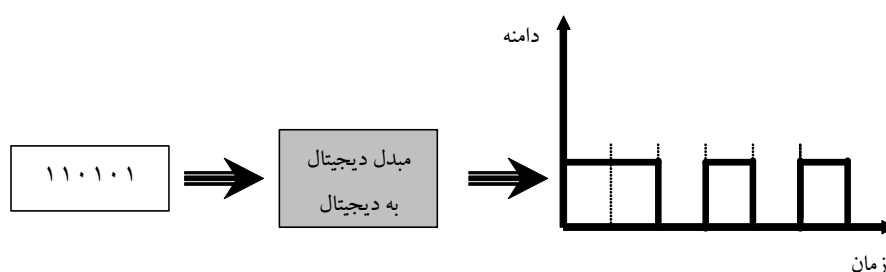 دامنه
۱۱۰۱۰۱
مبدل دیجیتال
به دیجیتال
زمان